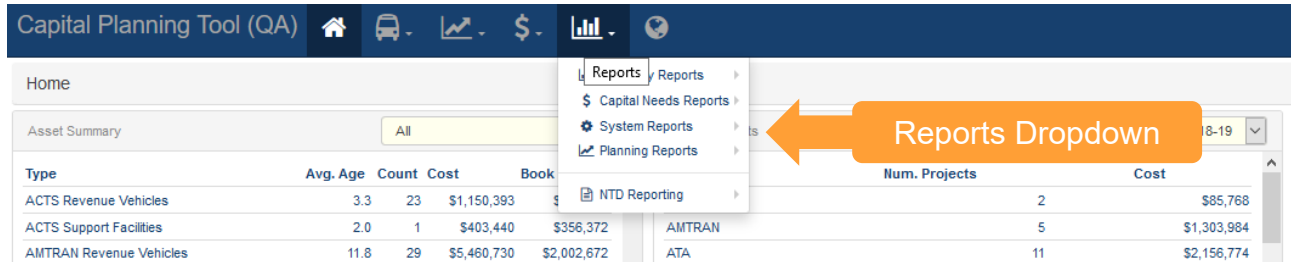 Capital Planning Tool (QA)
Reports
y Reports
Home
$ Capital Needs Reports
Asset Summary
All
System Reports
ts
Reports Dropdown
18-19
Planning Reports
Type Avg. Age Count Cost Book
Num. Projects Cost
NTD Reporting
ACTS Revenue Vehicles 3.3 23 $1,150,393 $
2 $85,768
ACTS Support Facilities 2.0 1 $403,440 $356,372
AMTRAN 5 $1,303,984
AMTRAN Revenue Vehicles 11.8 29 $5,460,730 $2,002,672
ATA 11 $2,156,774